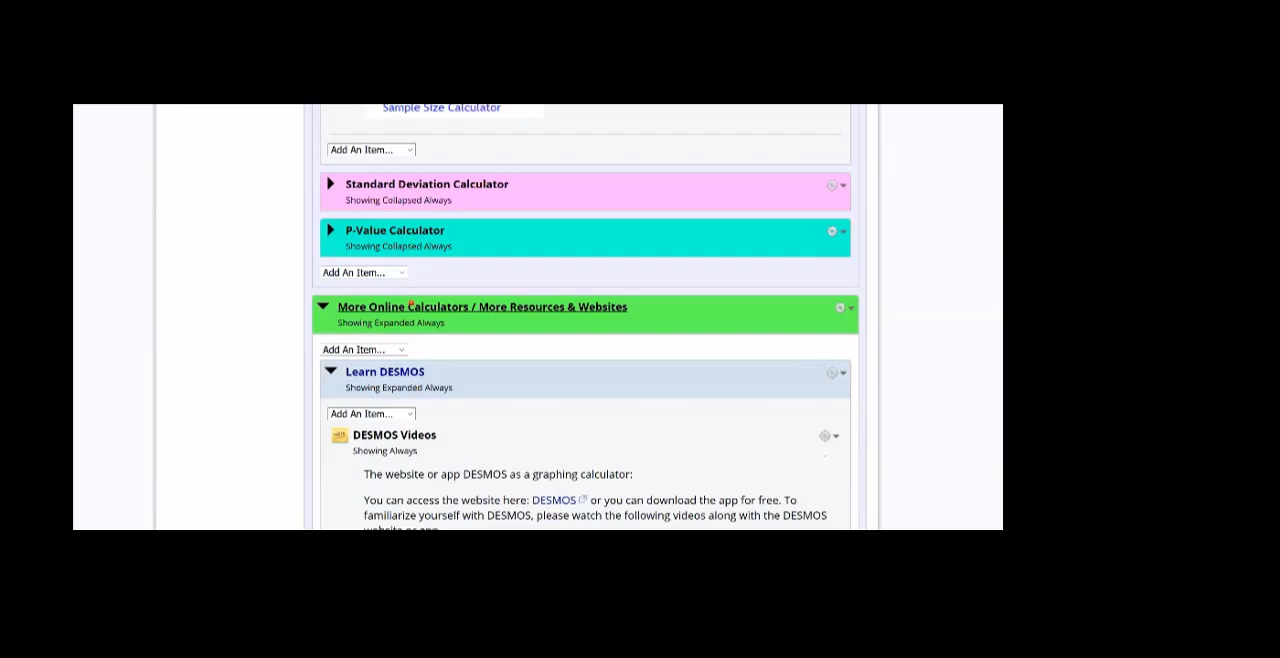 Sample Size Calculator
Add An Item...
Standard Deviation Calculator
Showing Collapsed Always
P-Value Calculator
Showing Collapsed Always
Add An Item...
More Online Calculators / More Resources & Websites
Showing Expanded Always
Add An Item...
Learn DESMOS
Showing Expanded Always
Add An Item...
DESMOS Videos
Showing Always
The website or app DESMOS as a graphing calculator:
You can access the website here: DESMOS or you can download the app for free. To
familiarize yourself with DESMOS, please watch the following videos along with the DESMOS
website or app